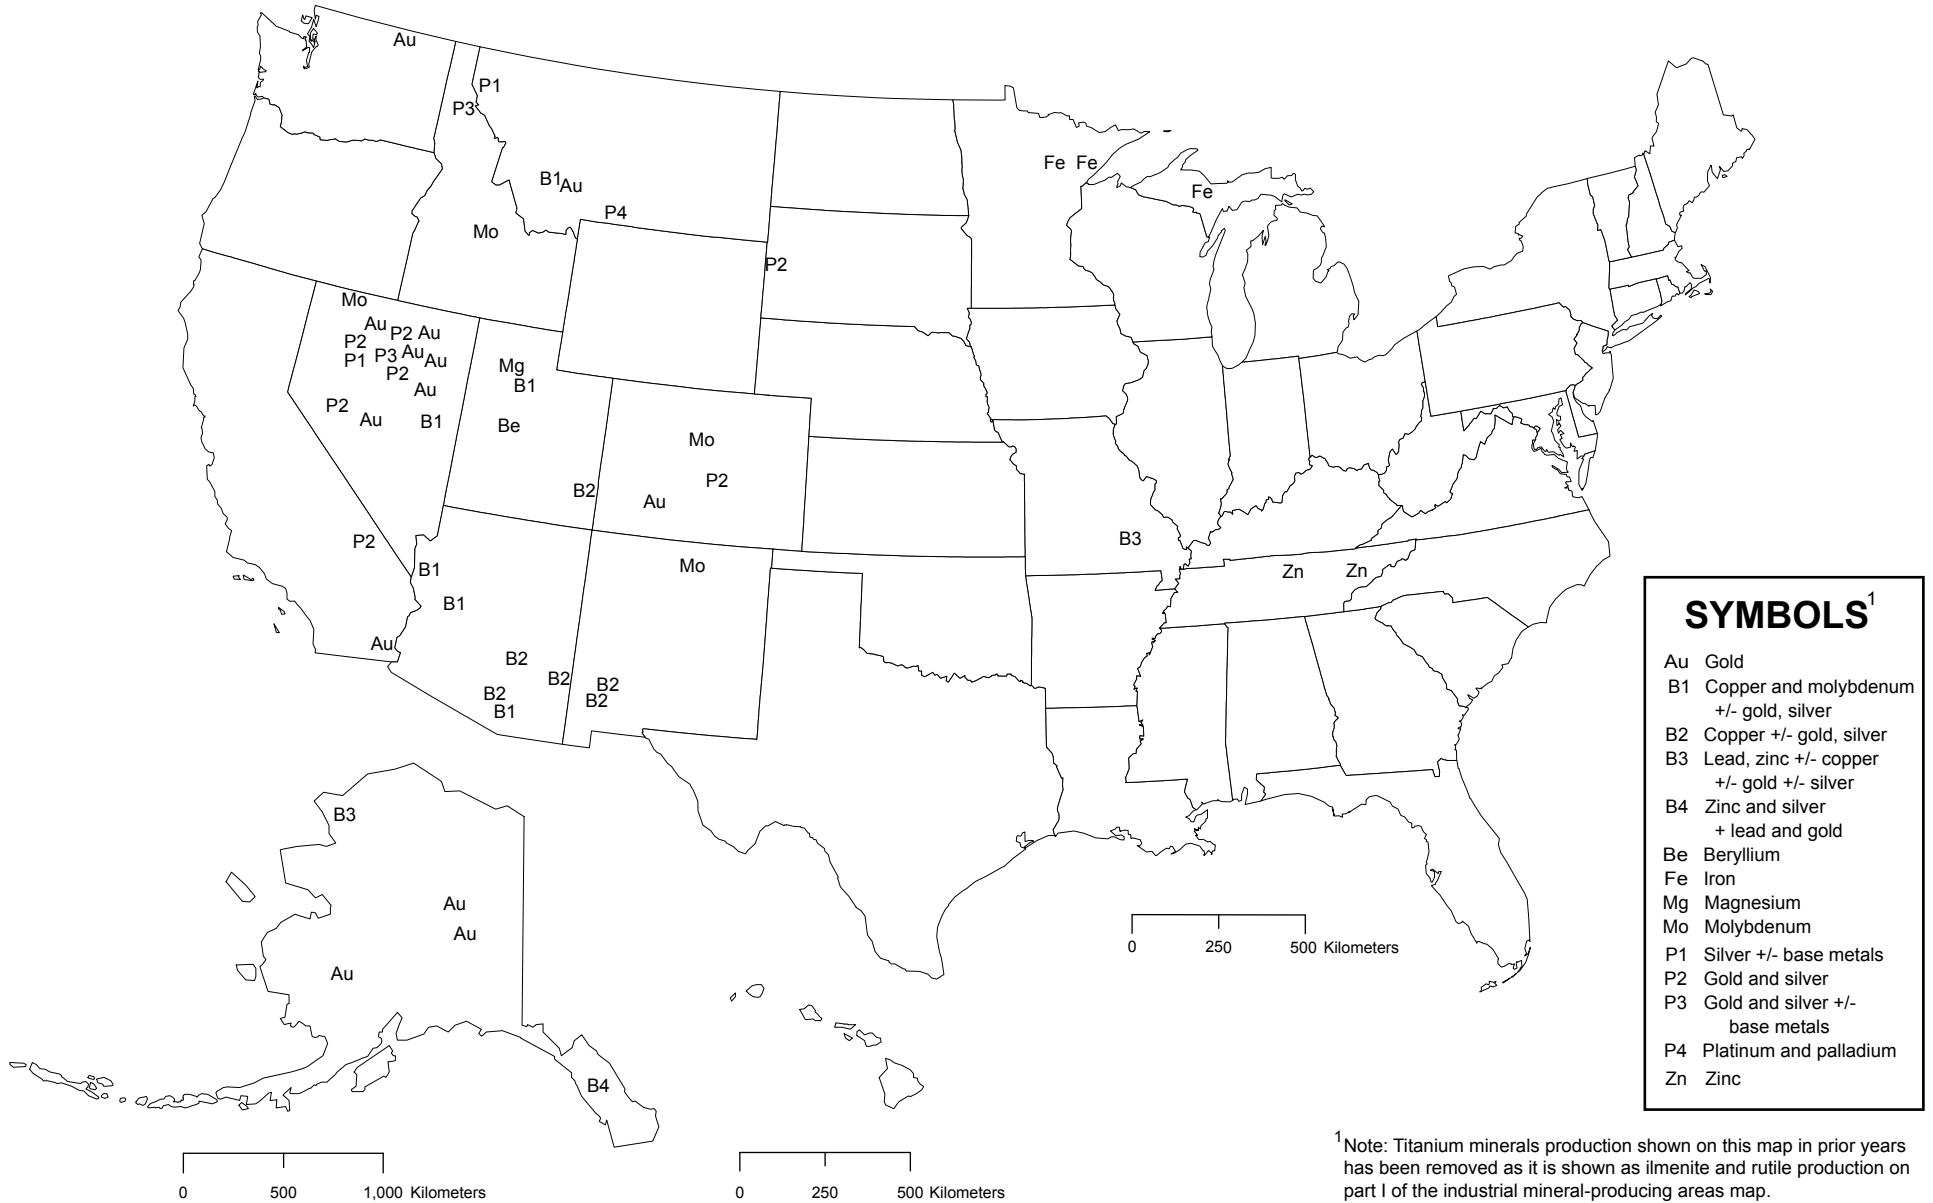 Au
P1
P3
Fe Fe
B1 Au
Fe
P4
Mo
P2
Mo
Au P2 Au
P2
P1 P3 Au Au
P2
Mg
B1
Au
P2
Au B1
Be
Mo
P2
B2
Au
P2
B3
Mo
B1
Zn Zn
B1
Au
B2
B2
B2
B2
B2
B1
B3
Au
Au
Au
B4
0 250 500 Kilometers
0 500 1,000 Kilometers
0 250 500 Kilometers
SYMBOLS1
Au Gold
B1 Copper and molybdenum
+/- gold, silver
B2 Copper +/- gold, silver
B3 Lead, zinc +/- copper
+/- gold +/- silver
B4 Zinc and silver
+ lead and gold
Be Beryllium
Fe Iron
Mg Magnesium
Mo Molybdenum
P1 Silver +/- base metals
P2 Gold and silver
P3 Gold and silver +/-
base metals
P4 Platinum and palladium
Zn Zinc
1Note: Titanium minerals production shown on this map in prior years
has been removed as it is shown as ilmenite and rutile production on
part I of the industrial mineral-producing areas map.